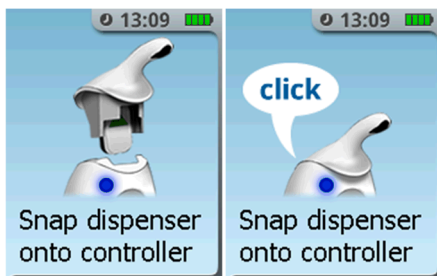 13:09
Snap dispenser
onto controller
13:09
click
Snap dispenser
onto controller